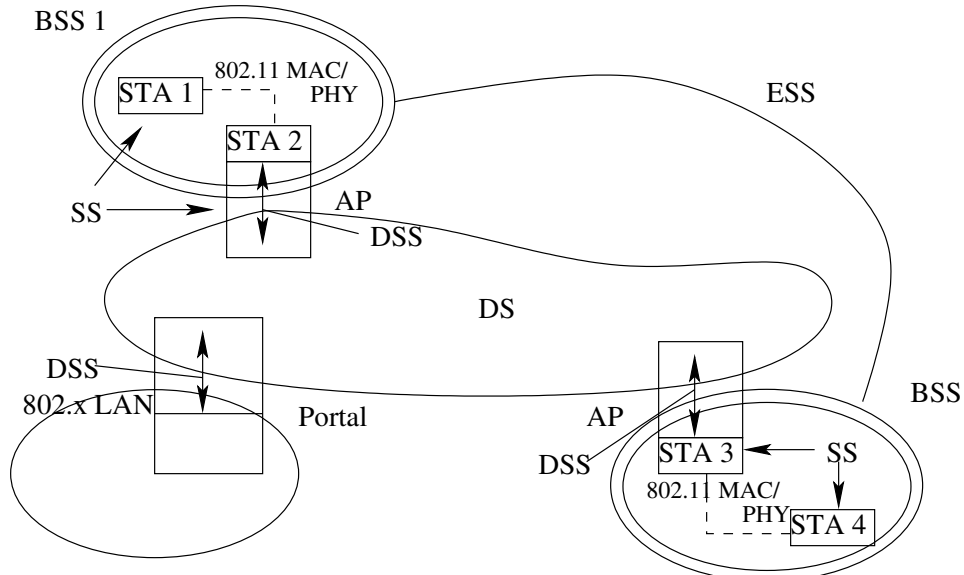 BSS 1
802.11 MAC/
PHY
STA 1
ESS
STA 2
SS
AP
DSS
DS
DSS
802.x LAN
Portal
AP
BSS
DSS
STA 3
SS
802.11 MAC/
PHY
STA 4